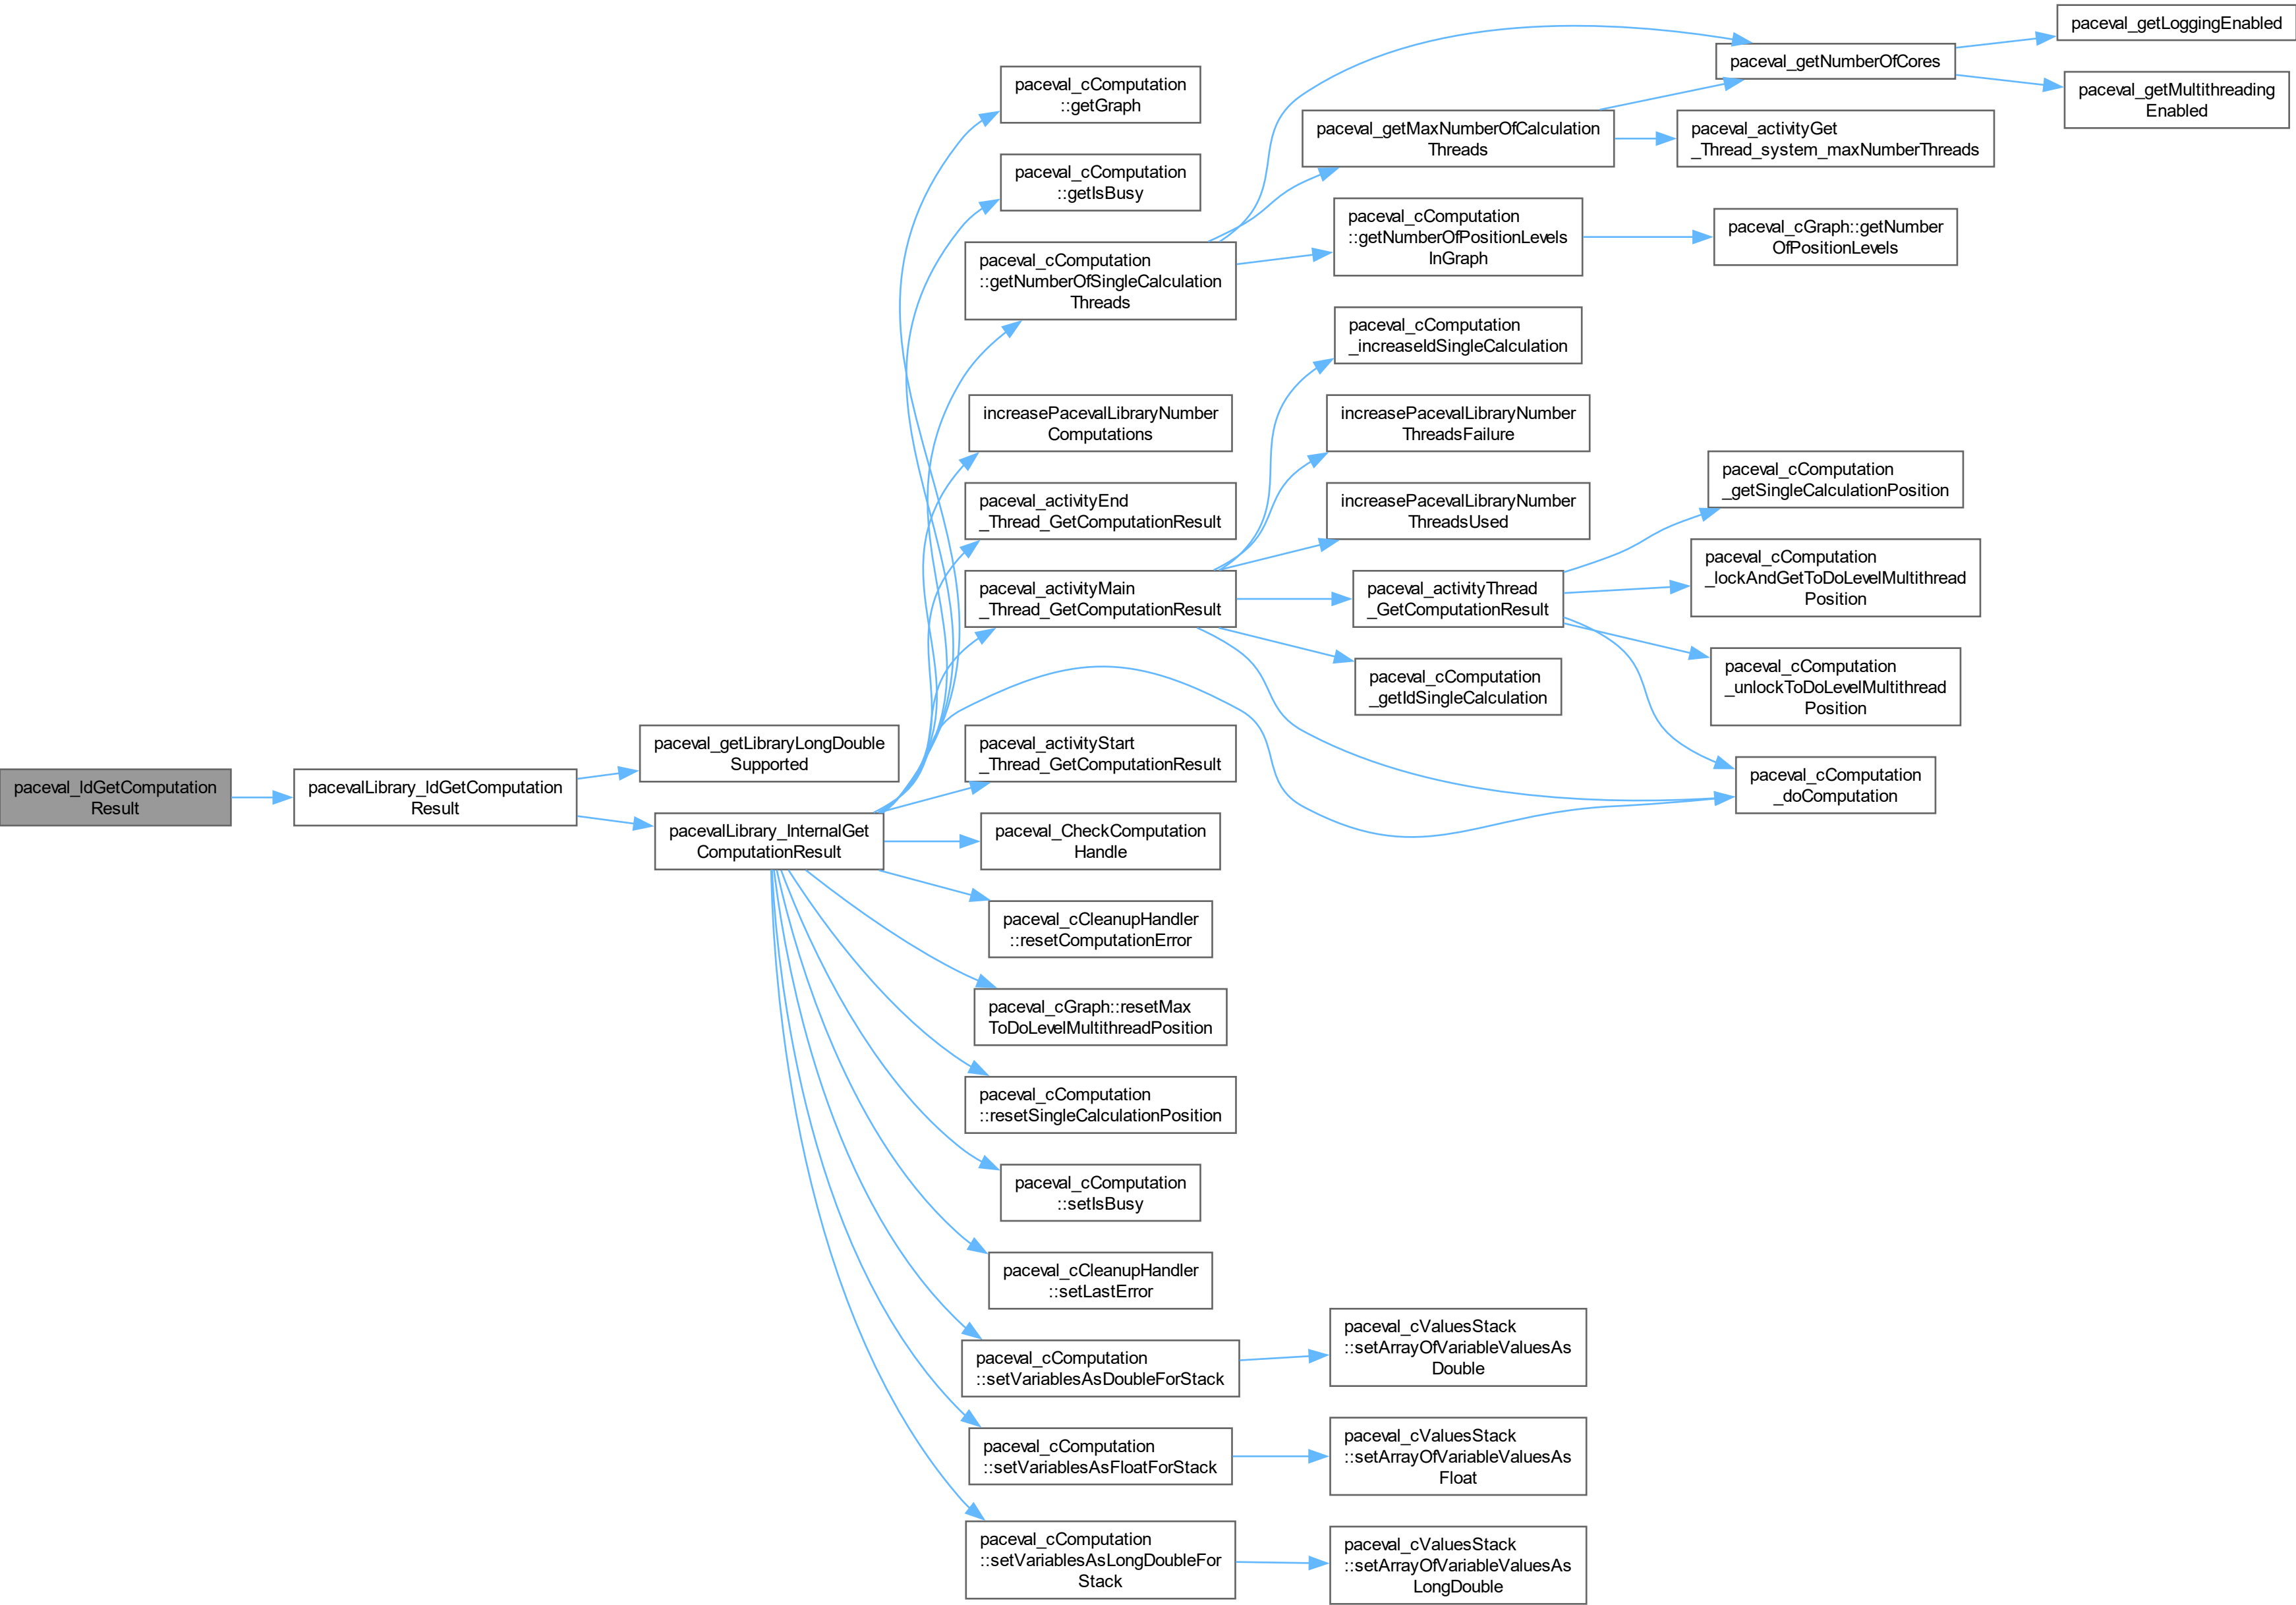 paceval_ldGetComputation
Result
pacevalLibrary_ldGetComputation
Result
paceval_getLibraryLongDouble
Supported
pacevalLibrary_InternalGet
ComputationResult
paceval_cComputation
::getGraph
paceval_cComputation
::getIsBusy
paceval_cComputation
::getNumberOfSingleCalculation
Threads
increasePacevalLibraryNumber
Computations
paceval_activityEnd
_Thread_GetComputationResult
paceval_activityMain
_Thread_GetComputationResult
paceval_activityStart
_Thread_GetComputationResult
paceval_CheckComputation
Handle
paceval_cCleanupHandler
::resetComputationError
paceval_cGraph::resetMax
ToDoLevelMultithreadPosition
paceval_cComputation
::resetSingleCalculationPosition
paceval_cComputation
::setIsBusy
paceval_cCleanupHandler
::setLastError
paceval_cComputation
::setVariablesAsDoubleForStack
paceval_cComputation
::setVariablesAsFloatForStack
paceval_cComputation
::setVariablesAsLongDoubleFor
Stack
paceval_getMaxNumberOfCalculation
Threads
paceval_cComputation
::getNumberOfPositionLevels
InGraph
paceval_cComputation
_increaseIdSingleCalculation
increasePacevalLibraryNumber
ThreadsFailure
increasePacevalLibraryNumber
ThreadsUsed
paceval_activityThread
_GetComputationResult
paceval_cComputation
_getIdSingleCalculation
paceval_cValuesStack
::setArrayOfVariableValuesAs
Double
paceval_cValuesStack
::setArrayOfVariableValuesAs
Float
paceval_cValuesStack
::setArrayOfVariableValuesAs
LongDouble
paceval_getNumberOfCores
paceval_activityGet
_Thread_system_maxNumberThreads
paceval_cGraph::getNumber
OfPositionLevels
paceval_cComputation
_getSingleCalculationPosition
paceval_cComputation
_lockAndGetToDoLevelMultithread
Position
paceval_cComputation
_unlockToDoLevelMultithread
Position
paceval_cComputation
_doComputation
paceval_getLoggingEnabled
paceval_getMultithreading
Enabled